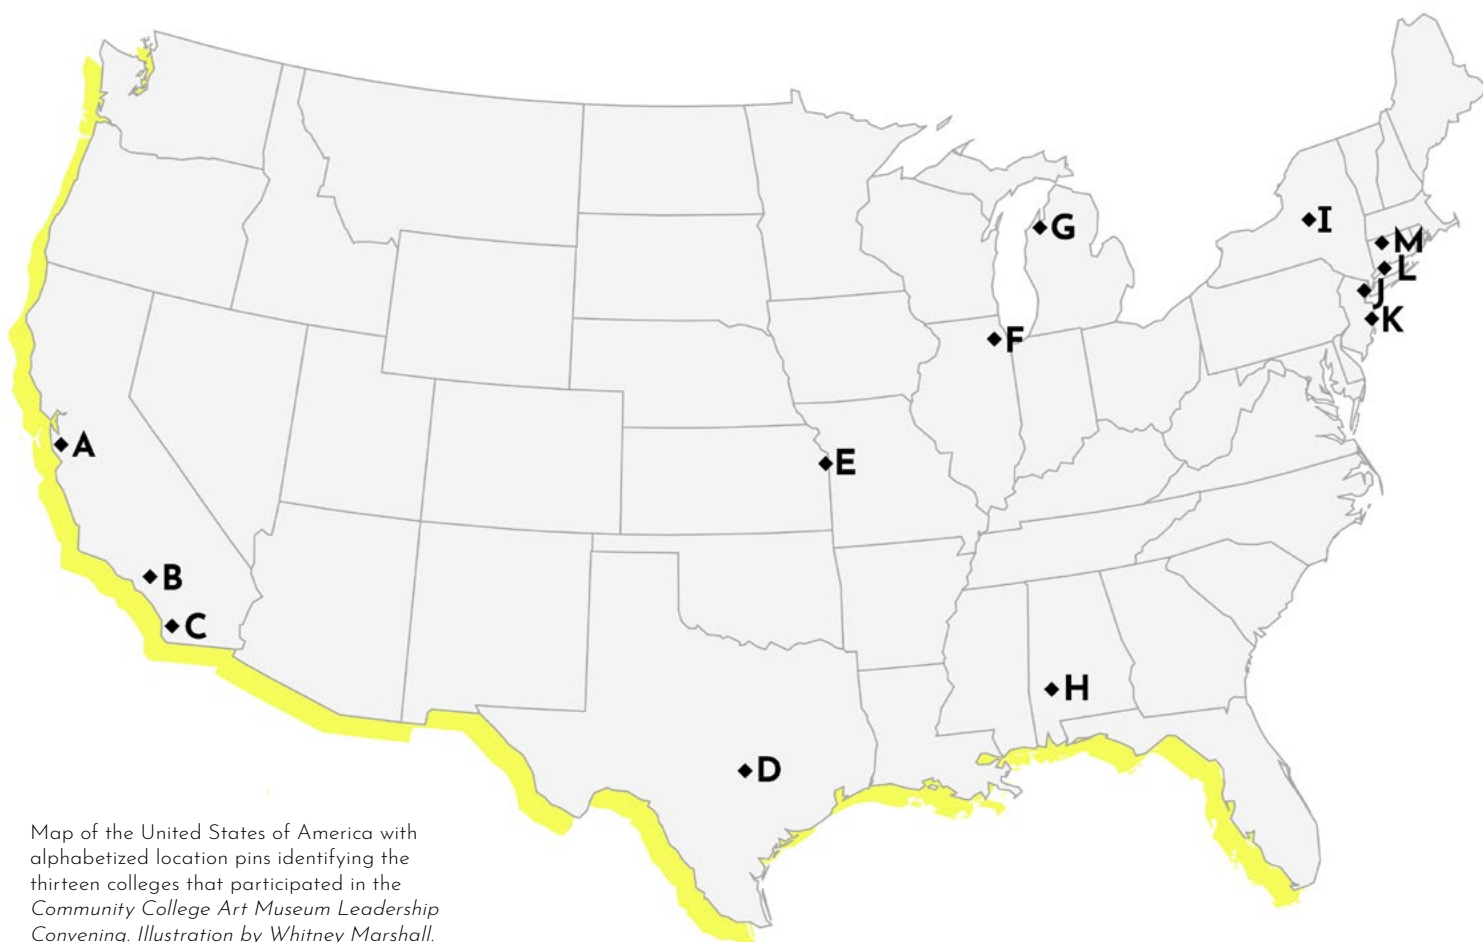 I
G
M
L
J
K
F
A
E
B
C
H
D
Map of the United States of America with
alphabetized location pins identifying the
thirteen colleges that participated in the
Community College Art Museum Leadership
Convening. Illustration by Whitney Marshall.